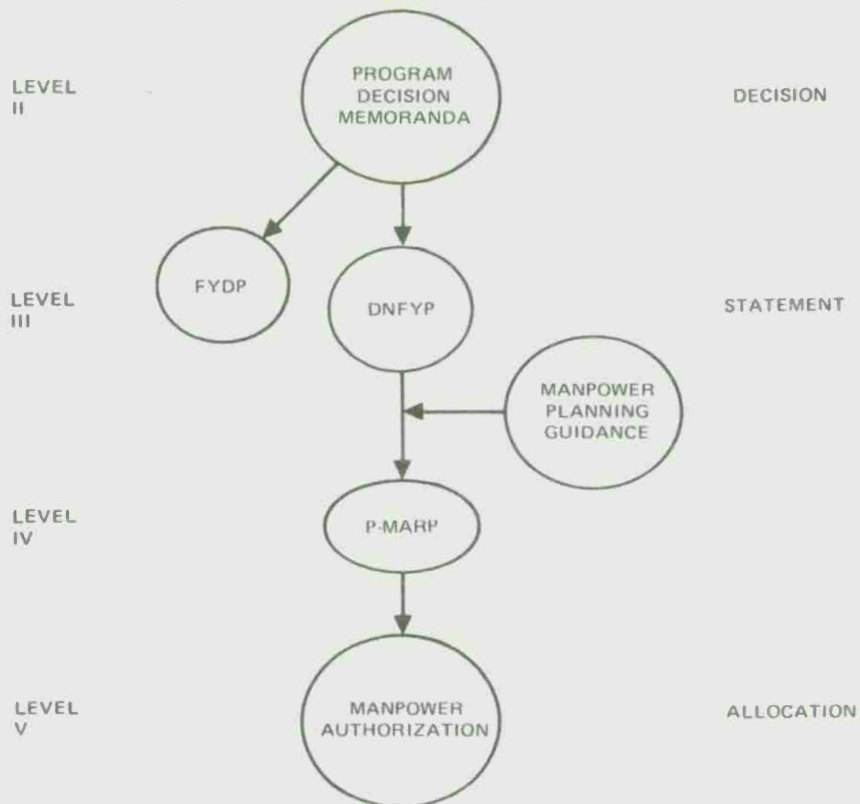 LEVEL
II
PROGRAM
DECISION
MEMORANDA
DECISION
FYDP
DNFYP
LEVEL
III
STATEMENT
MANPOWER
PLANNING
GUIDANCE
LEVEL
IV
P-MARP
LEVEL
V
MANPOWER
AUTHORIZATION
ALLOCATION